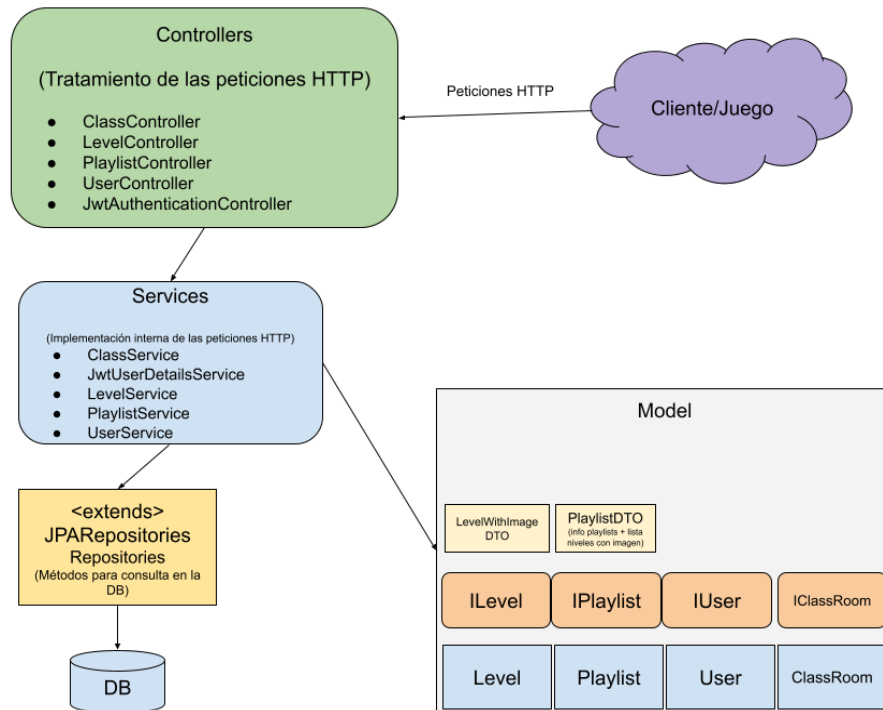 Controllers
(Tratamiento de las peticiones HTTP)
● ClassController
● LevelController
● PlaylistController
● UserController
● JwtAuthenticationController
Peticiones HTTP
Cliente/Juego
Services
(Implementación interna de las peticiones HTTP)
● ClassService
● JwtUserDetailsService
● LevelService
● PlaylistService
● UserService
<extends>
JPARepositories
Repositories
(Métodos para consulta en la
DB)
DB
Model
LevelWithImage
DTO
PlaylistDTO
(info playlists + lista
niveles con imagen)
ILevel
IPlaylist
IUser
IClassRoom
Level
Playlist
User
ClassRoom